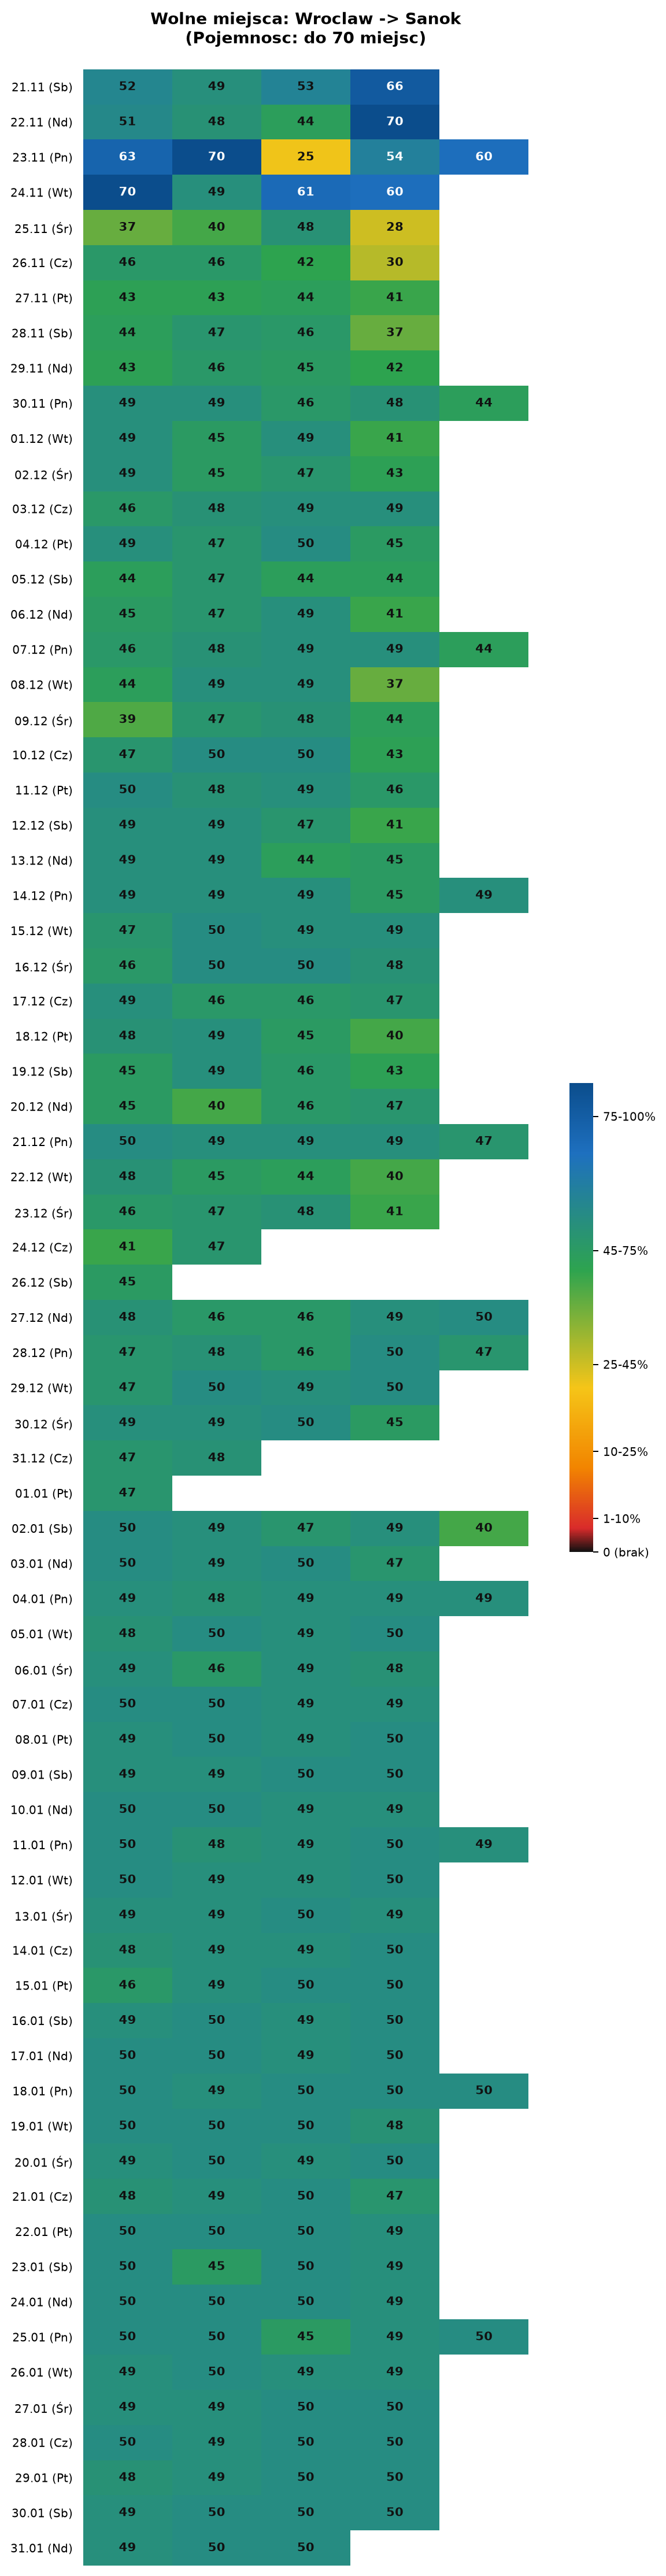 Wolne miejsca: Wroclaw -> Sanok
(Pojemnosc: do 70 miejsc)
21.11 (Sb) 52 49 53 66
22.11 (Nd) 51 48 44 70
23.11 (Pn) 63 70 25 54 60
24.11 (Wt) 70 49 61 60
25.11 (Śr) 37 40 48 28
26.11 (Cz) 46 46 42 30
27.11 (Pt) 43 43 44 41
28.11 (Sb) 44 47 46 37
29.11 (Nd) 43 46 45 42
30.11 (Pn) 49 49 46 48 44
01.12 (Wt) 49 45 49 41
02.12 (Śr) 49 45 47 43
03.12 (Cz) 46 48 49 49
04.12 (Pt) 49 47 50 45
05.12 (Sb) 44 47 44 44
06.12 (Nd) 45 47 49 41
07.12 (Pn) 46 48 49 49 44
08.12 (Wt) 44 49 49 37
09.12 (Śr) 39 47 48 44
10.12 (Cz) 47 50 50 43
11.12 (Pt) 50 48 49 46
12.12 (Sb) 49 49 47 41
13.12 (Nd) 49 49 44 45
14.12 (Pn) 49 49 49 45 49
15.12 (Wt) 47 50 49 49
16.12 (Śr) 46 50 50 48
17.12 (Cz) 49 46 46 47
18.12 (Pt) 48 49 45 40
19.12 (Sb) 45 49 46 43
20.12 (Nd) 45 40 46 47
21.12 (Pn) 50 49 49 49 47
22.12 (Wt) 48 45 44 40
23.12 (Śr) 46 47 48 41
24.12 (Cz) 41 47
26.12 (Sb) 45
27.12 (Nd) 48 46 46 49 50
28.12 (Pn) 47 48 46 50 47
29.12 (Wt) 47 50 49 50
30.12 (Śr) 49 49 50 45
31.12 (Cz) 47 48
01.01 (Pt) 47
02.01 (Sb) 50 49 47 49 40
03.01 (Nd) 50 49 50 47
04.01 (Pn) 49 48 49 49 49
05.01 (Wt) 48 50 49 50
06.01 (Śr) 49 46 49 48
07.01 (Cz) 50 50 49 49
08.01 (Pt) 49 50 49 50
09.01 (Sb) 49 49 50 50
10.01 (Nd) 50 50 49 49
11.01 (Pn) 50 48 49 50 49
12.01 (Wt) 50 49 49 50
13.01 (Śr) 49 49 50 49
14.01 (Cz) 48 49 49 50
15.01 (Pt) 46 49 50 50
16.01 (Sb) 49 50 49 50
17.01 (Nd) 50 50 49 50
18.01 (Pn) 50 49 50 50 50
19.01 (Wt) 50 50 50 48
20.01 (Śr) 49 50 49 50
21.01 (Cz) 48 49 50 47
22.01 (Pt) 50 50 50 49
23.01 (Sb) 50 45 50 49
24.01 (Nd) 50 50 50 49
25.01 (Pn) 50 50 45 49 50
26.01 (Wt) 49 50 49 49
27.01 (Śr) 49 49 50 50
28.01 (Cz) 50 49 50 50
29.01 (Pt) 48 49 50 50
30.01 (Sb) 49 50 50 50
31.01 (Nd) 49 50 50
75-100%
45-75%
25-45%
10-25%
1-10%
0 (brak)